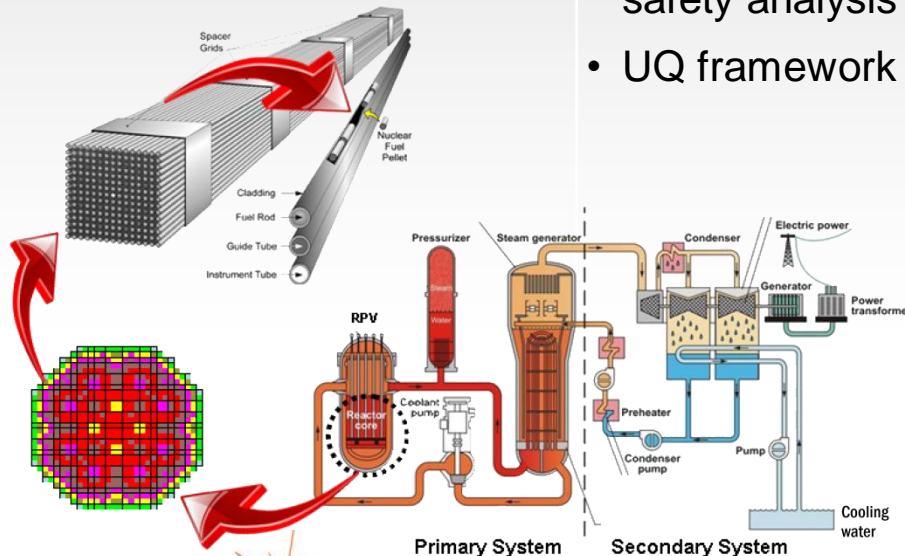 safety analysis
• UQ framework
Spacer
Grids
Nuclear
Fuel
Pellet
Cladding
Fuel Rod
Guide Tube
Instrument Tube
Pressurizer
Steam generator
Condenser
Electric power
Generator
Power
transforme
Steam
Water
RPV
Coolant
pump
Reactor
core
Preheater
Condenser
pump
Pump
Cooling
water
Primary System
Secondary System